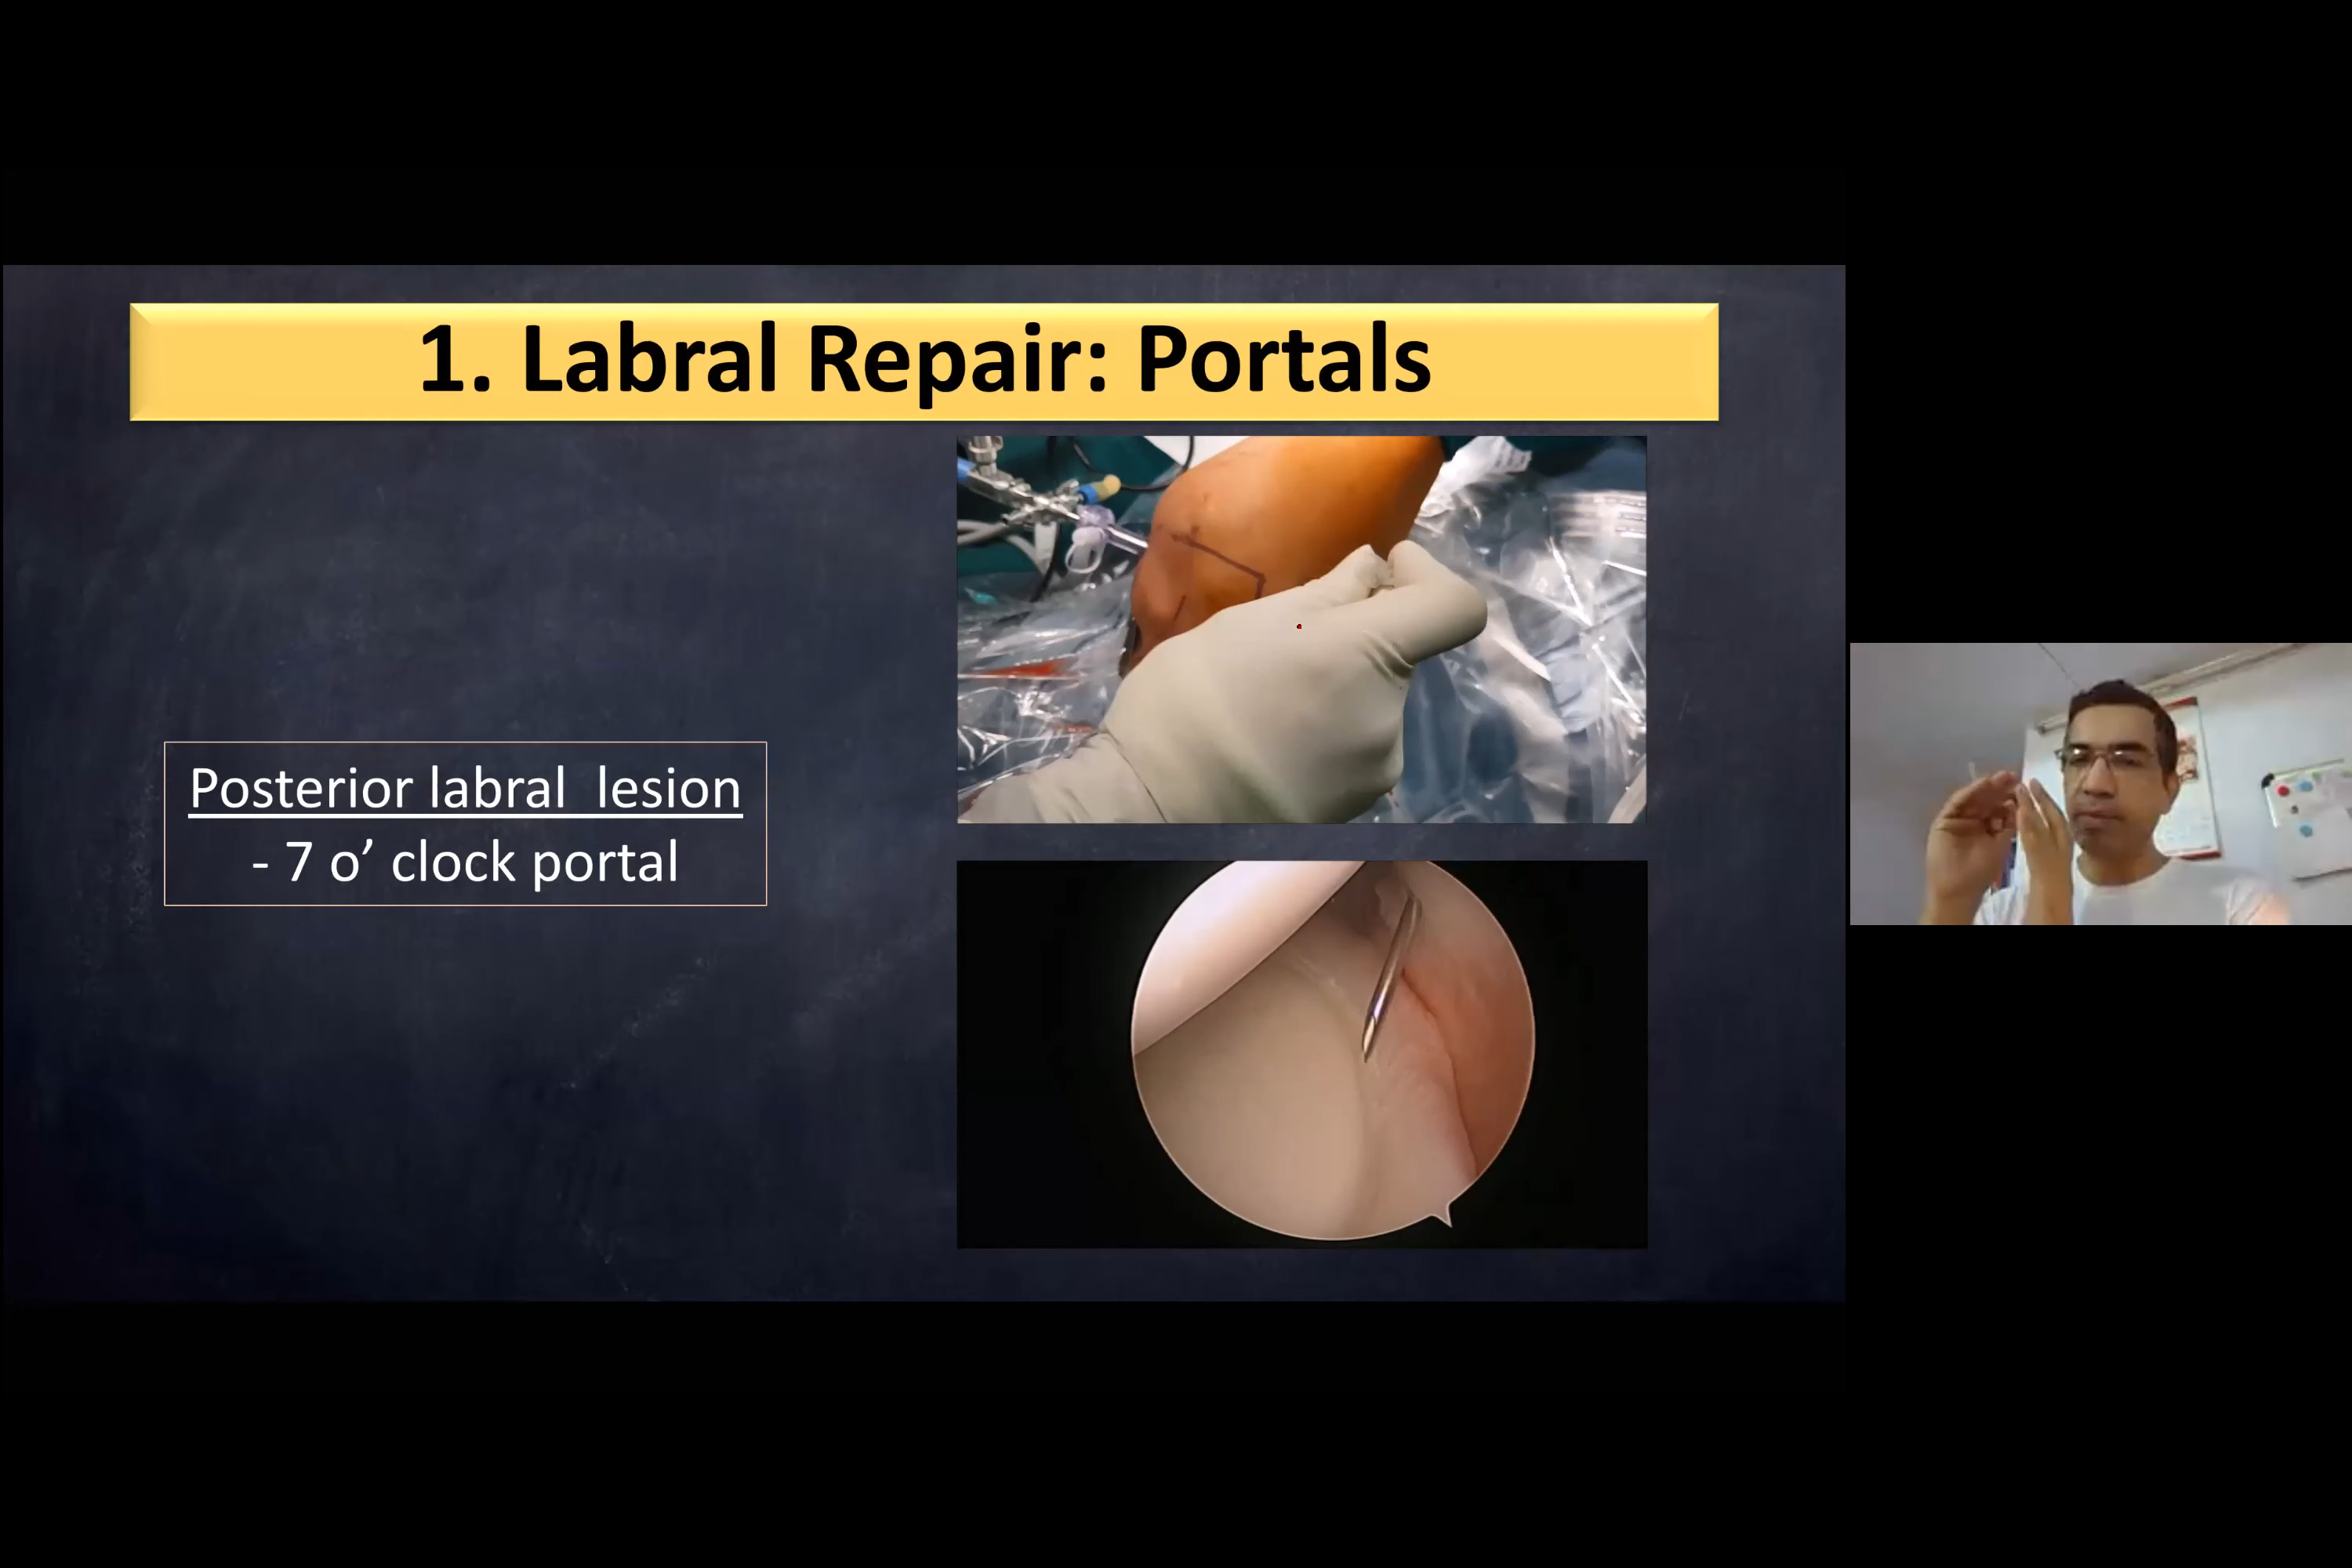 1. Labral Repair: Portals
Posterior labral  lesion
- 7 o’ clock portal